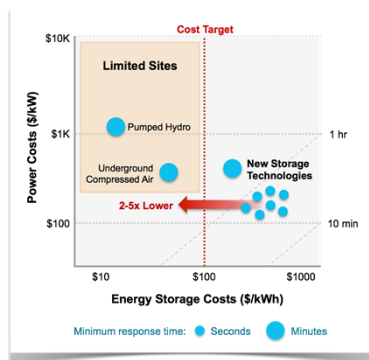 Cost Target
$10K
Limited Sites
Pumped Hydro
$1K
1 hr
Underground
Compressed Air
New Storage
Technologies
2-5x Lower
$100
10 min
Power Costs ($/kW)
$10
$100
$1000
Energy Storage Costs ($/kWh)
Minimum response time: Seconds Minutes